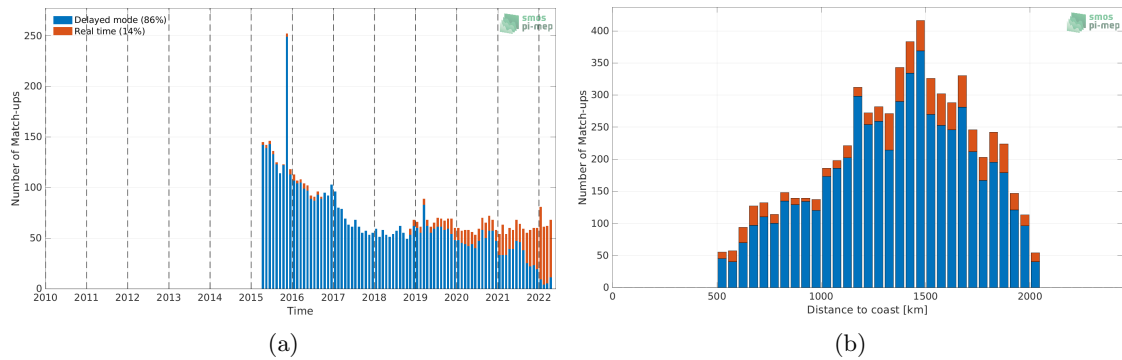 Delayed mode (86%)
Real time (14%)
smos
pi-mep
250
200
150
100
50
0
Number of Match-ups
2010 2011 2012 2013 2014 2015 2016 2017 2018 2019 2020 2021 2022
Time
(a)
smos
pi-mep
400
350
300
250
200
150
100
50
0
Number of Match-ups
0 500 1000 1500 2000
Distance to coast [km]
(b)